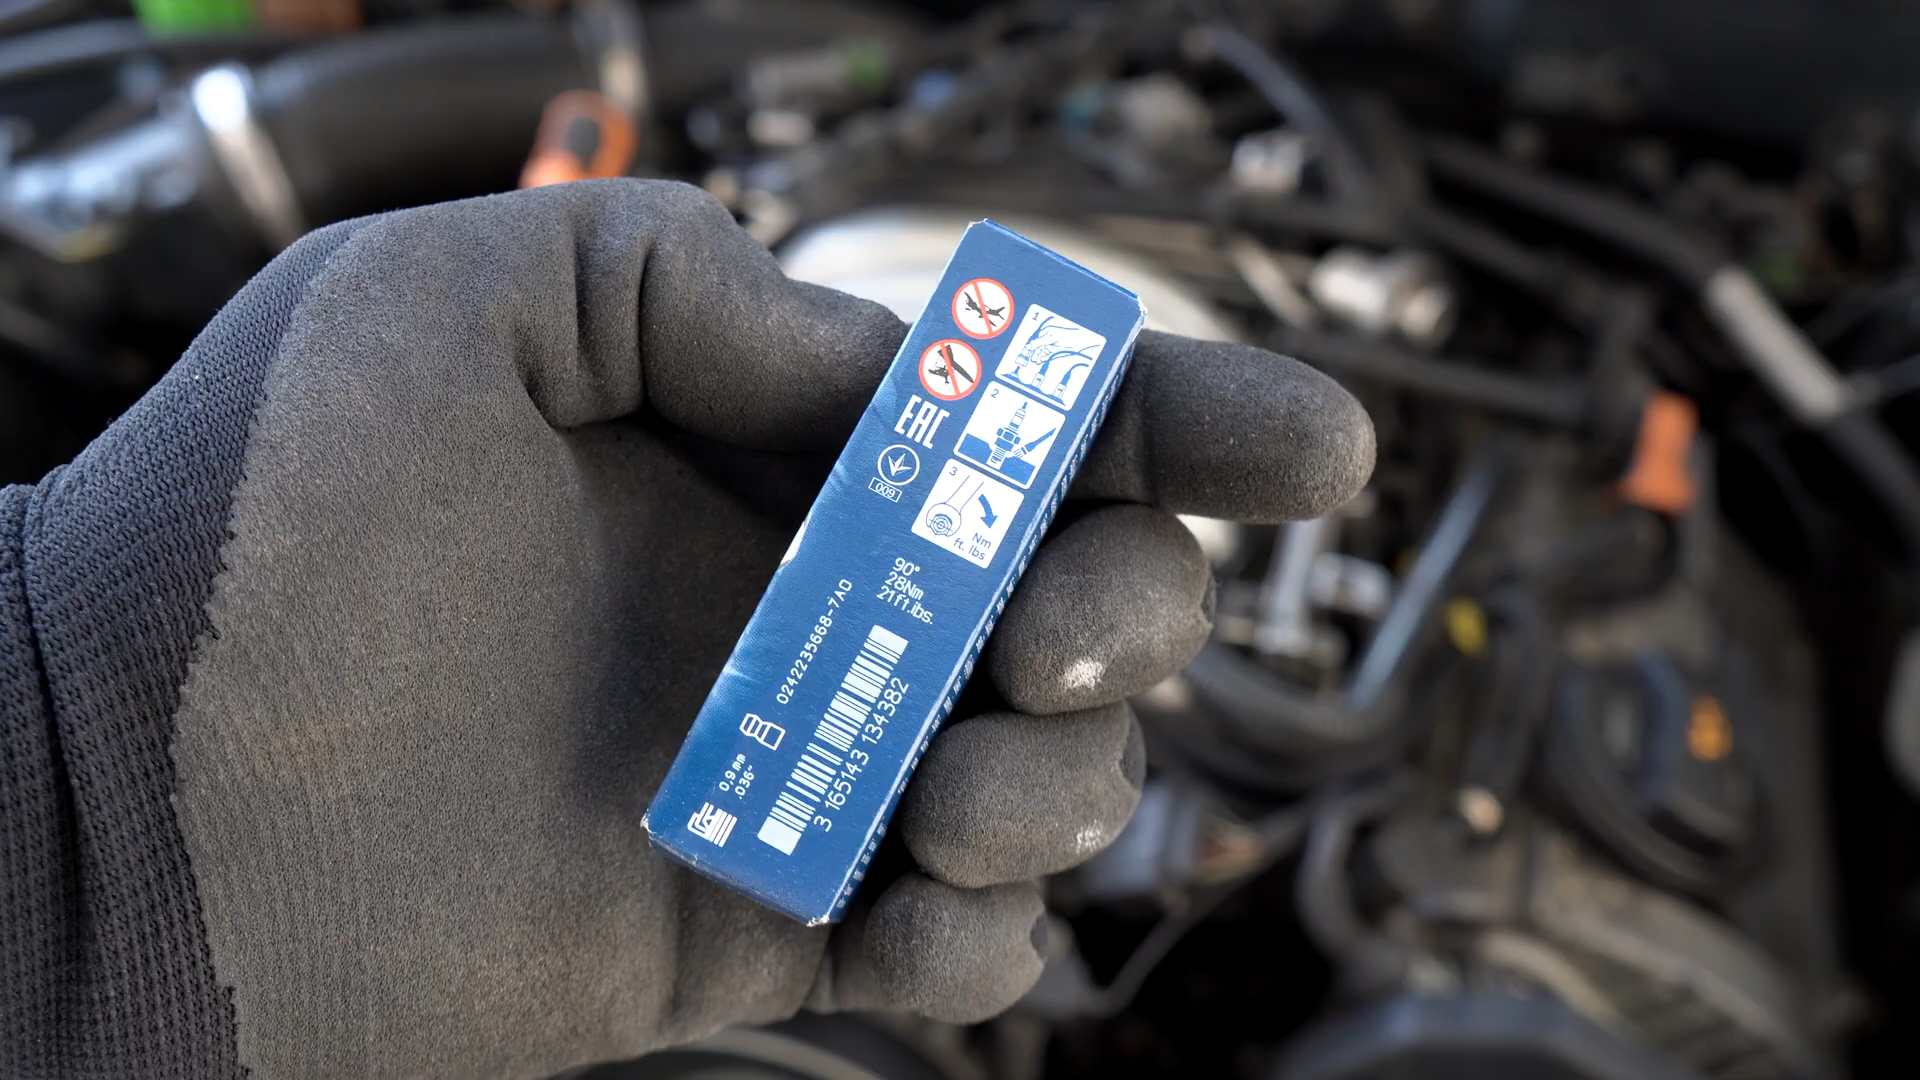 1
2
3
Nm
ft. lbs
EAC
009
90°
28Nm
21ft.lbs.
0242235668-7A0
0,9 mm
.036"
3 165143 134382